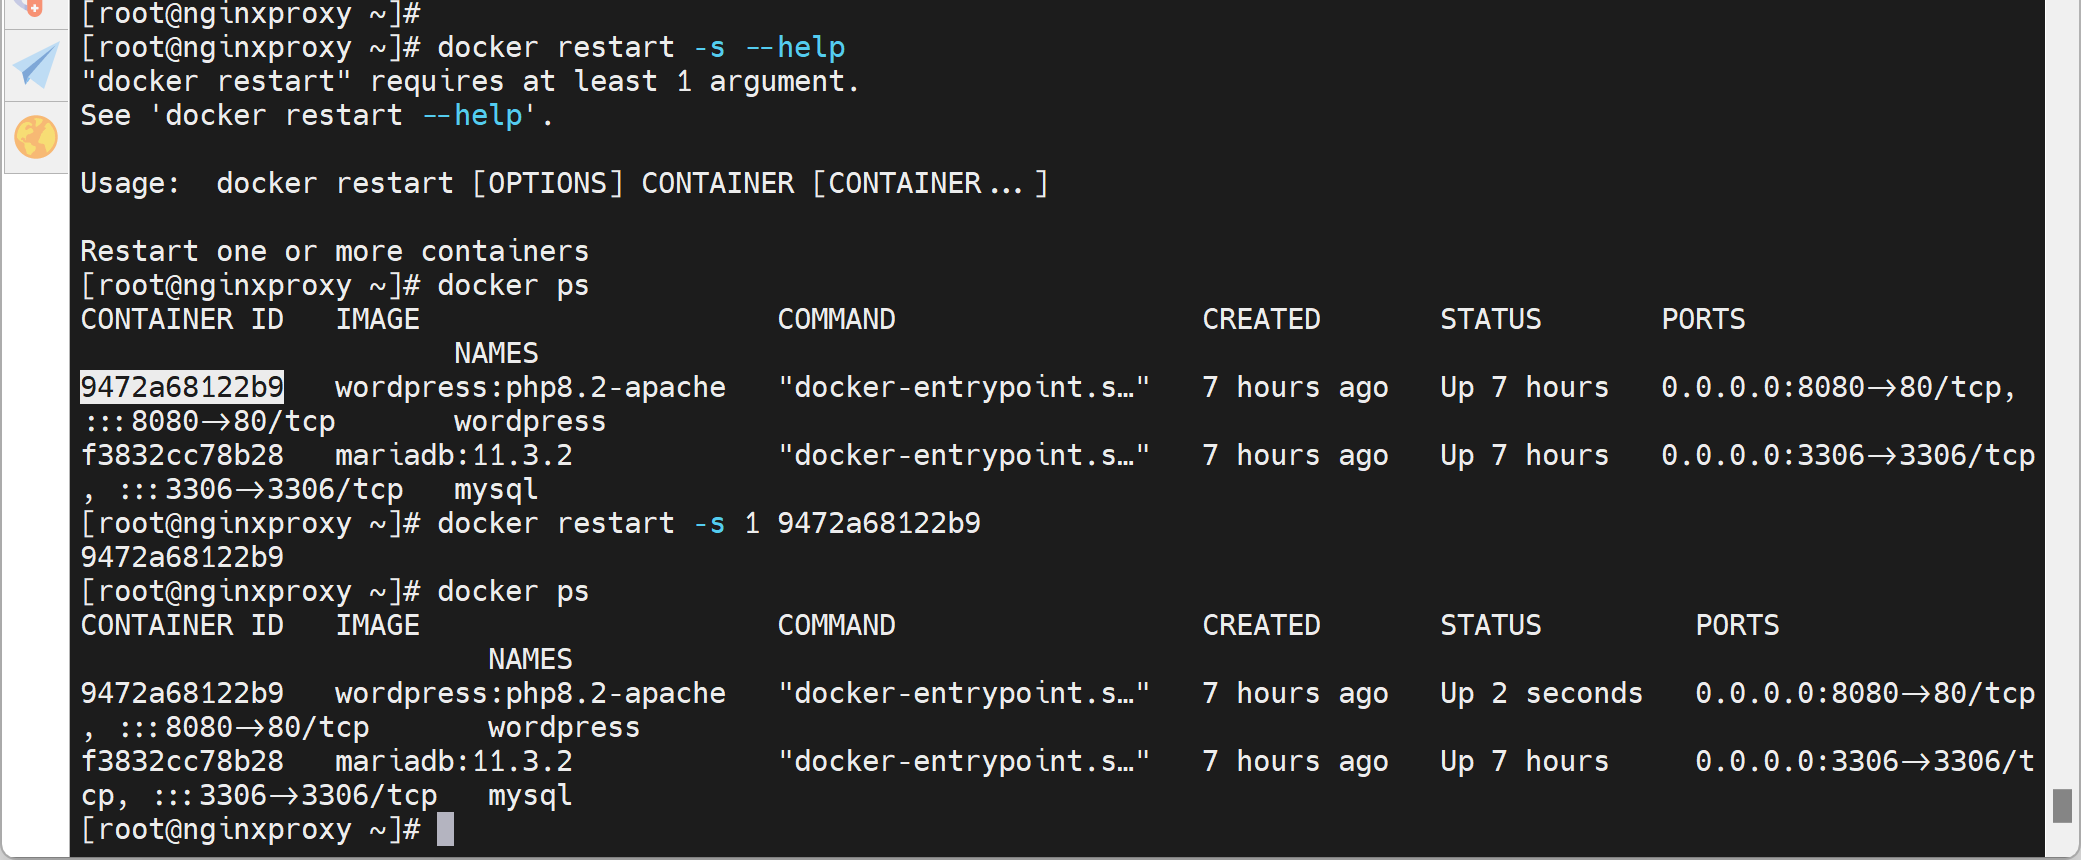 [root@nginxproxy ~]#
[root@nginxproxy ~]# docker restart -s --help
"docker restart" requires at least 1 argument.
See 'docker restart --help'.
Usage:  docker restart [OPTIONS] CONTAINER [CONTAINER...]
Restart one or more containers
[root@nginxproxy ~]# docker ps
CONTAINER ID   IMAGE                     COMMAND                  CREATED       STATUS       PORTS
                      NAMES
9472a68122b9   wordpress:php8.2-apache   "docker-entrypoint.s…"   7 hours ago   Up 7 hours   0.0.0.0:8080->80/tcp,
:::8080->80/tcp       wordpress
f3832cc78b28   mariadb:11.3.2            "docker-entrypoint.s…"   7 hours ago   Up 7 hours   0.0.0.0:3306->3306/tcp
, :::3306->3306/tcp   mysql
[root@nginxproxy ~]# docker restart -s 1 9472a68122b9
9472a68122b9
[root@nginxproxy ~]# docker ps
CONTAINER ID   IMAGE                     COMMAND                  CREATED       STATUS         PORTS
                        NAMES
9472a68122b9   wordpress:php8.2-apache   "docker-entrypoint.s…"   7 hours ago   Up 2 seconds   0.0.0.0:8080->80/tcp
, :::8080->80/tcp       wordpress
f3832cc78b28   mariadb:11.3.2            "docker-entrypoint.s…"   7 hours ago   Up 7 hours     0.0.0.0:3306->3306/t
cp, :::3306->3306/tcp   mysql
[root@nginxproxy ~]#